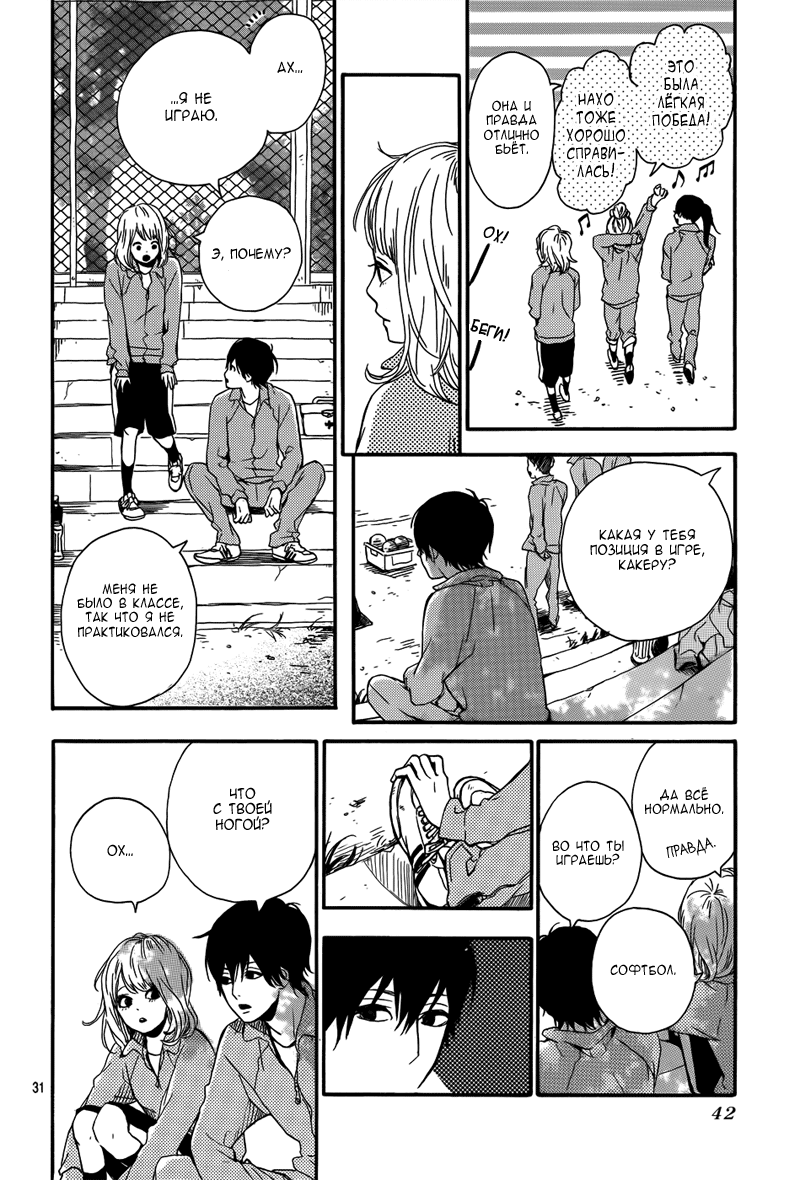 ЭТО
БЫЛА
ЛЁГКАЯ
ПОБЕДА!
НАХО
ТОЖЕ
ХОРОШО
СПРАВИ-
ЛАСЬ!
ОНА И
ПРАВДА
ОТЛИЧНО
БЬЁТ.
ОХ!
БЕГИ!
АХ...
...Я НЕ
ИГРАЮ.
Э, ПОЧЕМУ?
МЕНЯ НЕ
БЫЛО В КЛАССЕ,
ТАК ЧТО Я НЕ
ПРАКТИКОВАЛСЯ.
КАКАЯ У ТЕБЯ
ПОЗИЦИЯ В ИГРЕ,
КАКЕРУ?
ДА ВСЁ
НОРМАЛЬНО.
ПРАВДА.
ВО ЧТО ТЫ
ИГРАЕШЬ?
СОФТБОЛ.
ЧТО
С ТВОЕЙ
НОГОЙ?
ОХ...
31
42